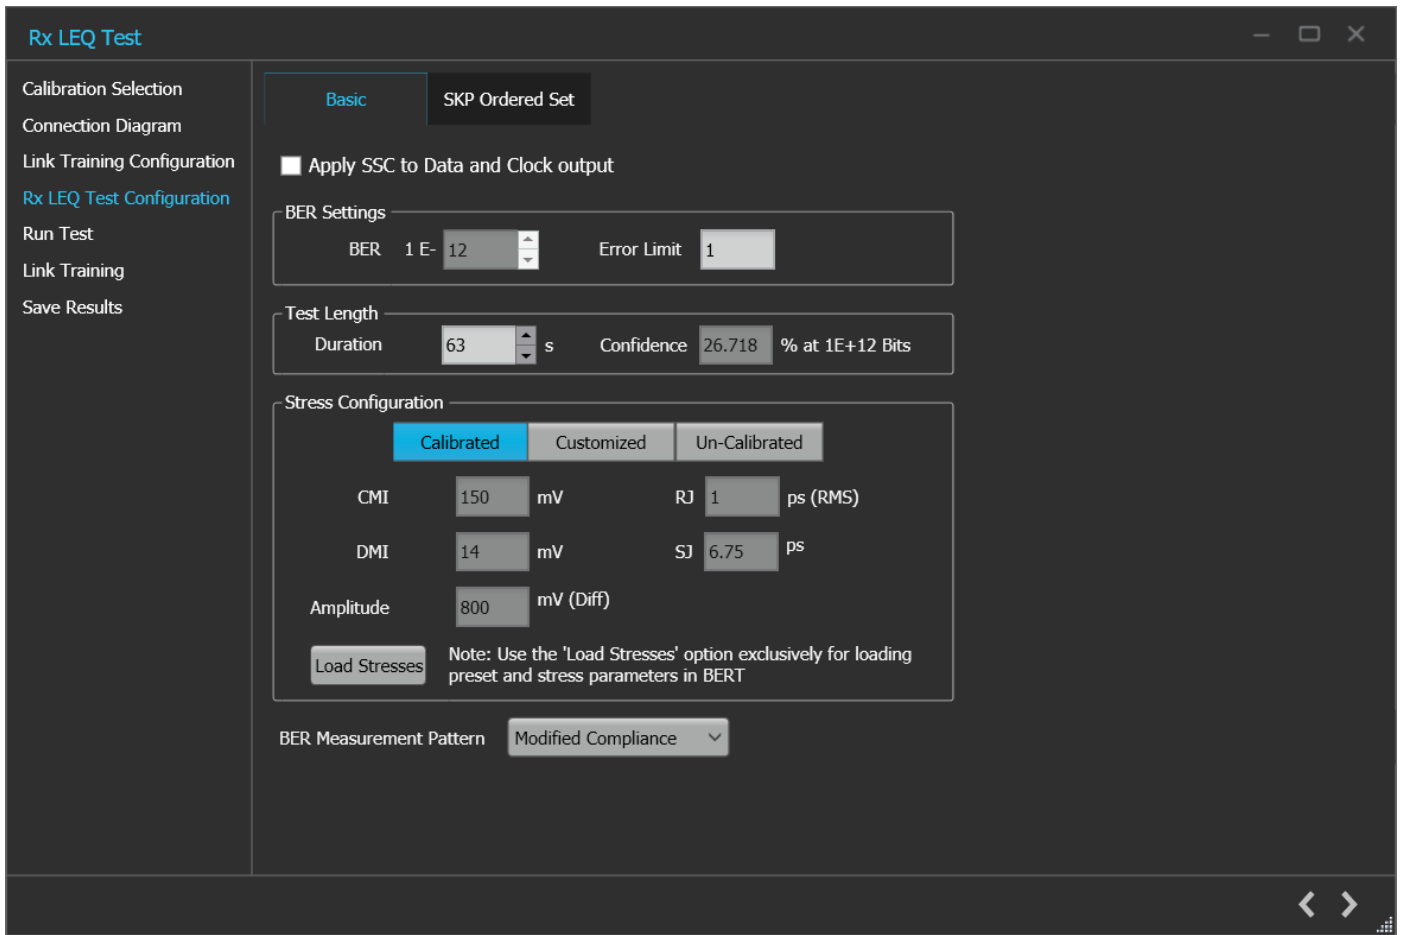 Rx LEQ Test
Calibration Selection
Connection Diagram
Link Training Configuration
Rx LEQ Test Configuration
Run Test
Link Training
Save Results
Basic
SKP Ordered Set
Apply SSC to Data and Clock output
BER Settings
BER 1 E- 12 Error Limit 1
Test Length
Duration 63 s Confidence 26.718 % at 1E+12 Bits
Stress Configuration
Calibrated Customized Un-Calibrated
CMI 150 mV RJ 1 ps (RMS)
DMI 14 mV SJ 6.75 ps
Amplitude 800 mV (Diff)
Load Stresses
Note: Use the 'Load Stresses' option exclusively for loading
preset and stress parameters in BERT
BER Measurement Pattern Modified Compliance